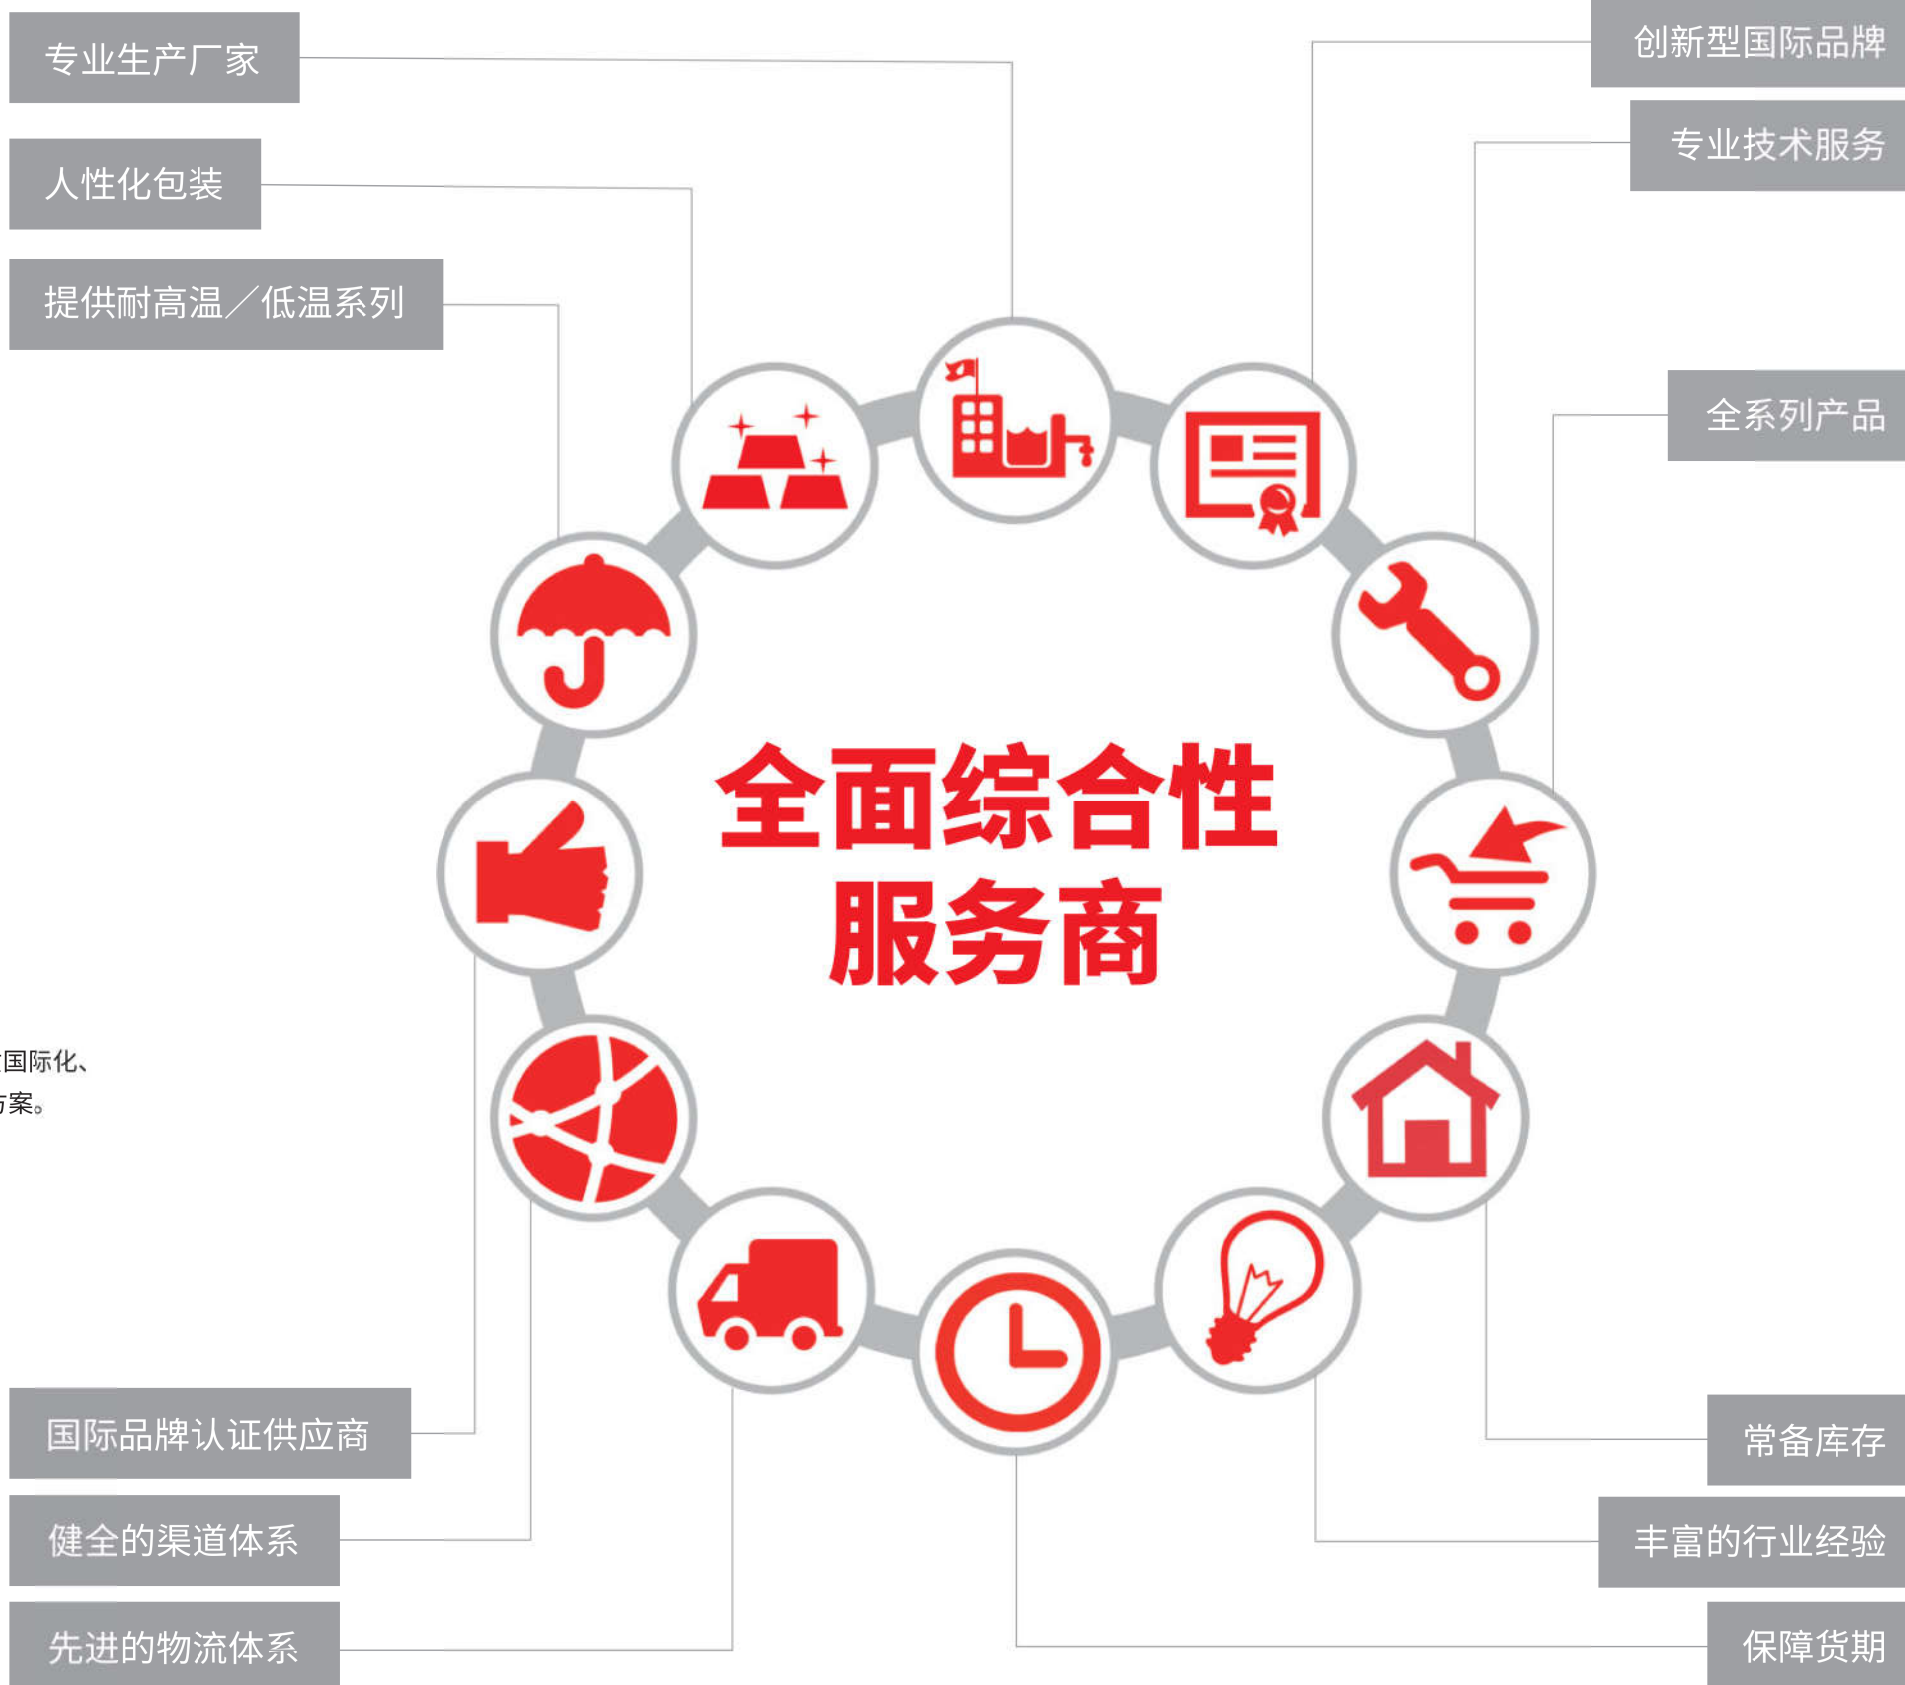 专业生产厂家
人性化包装
提供耐高温／低温系列
创新型国际品牌
专业技术服务
全系列产品
全面综合性
服务商
国际化、
方案。
国际品牌认证供应商
健全的渠道体系
先进的物流体系
常备库存
丰富的行业经验
保障货期